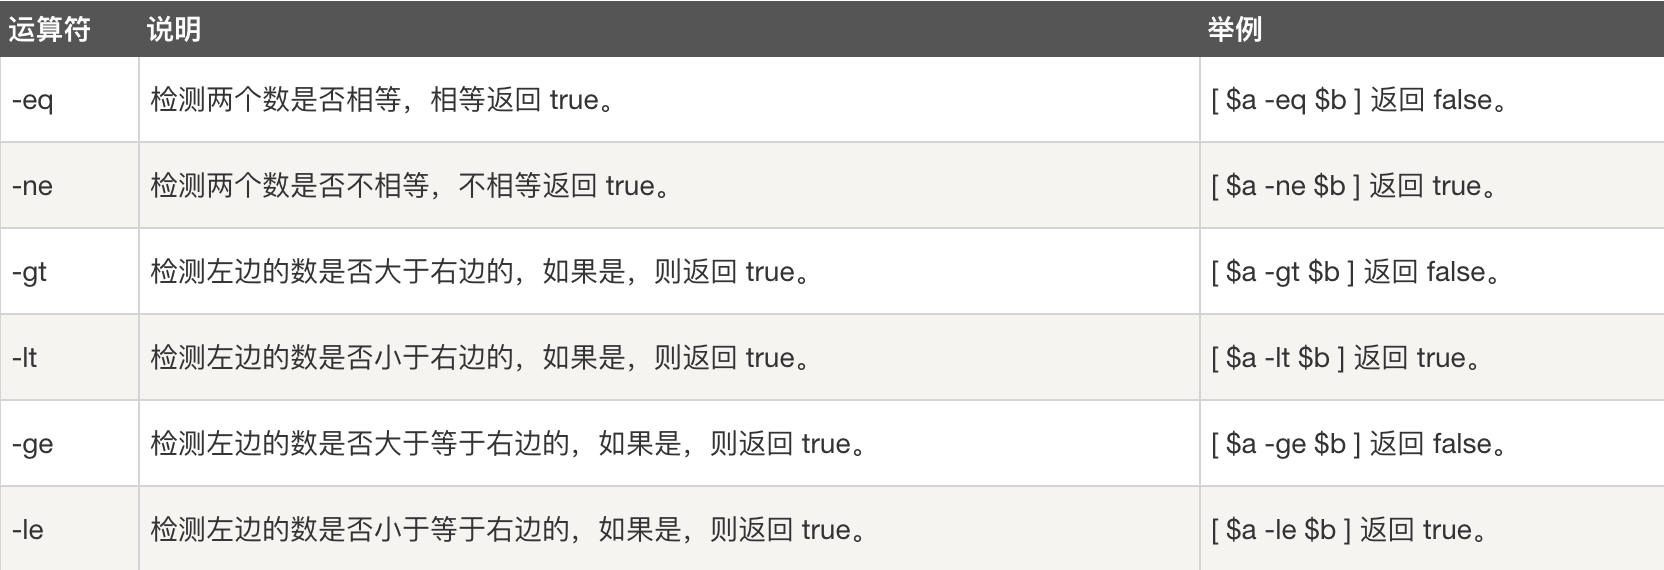 运算符 说明 举例
-eq 检测两个数是否相等，相等返回 true。 [ $a -eq $b ] 返回 false。
-ne 检测两个数是否不相等，不相等返回 true。 [ $a -ne $b ] 返回 true。
-gt 检测左边的数是否大于右边的，如果是，则返回 true。 [ $a -gt $b ] 返回 false。
-lt 检测左边的数是否小于右边的，如果是，则返回 true。 [ $a -lt $b ] 返回 true。
-ge 检测左边的数是否大于等于右边的，如果是，则返回 true。 [ $a -ge $b ] 返回 false。
-le 检测左边的数是否小于等于右边的，如果是，则返回 true。 [ $a -le $b ] 返回 true。